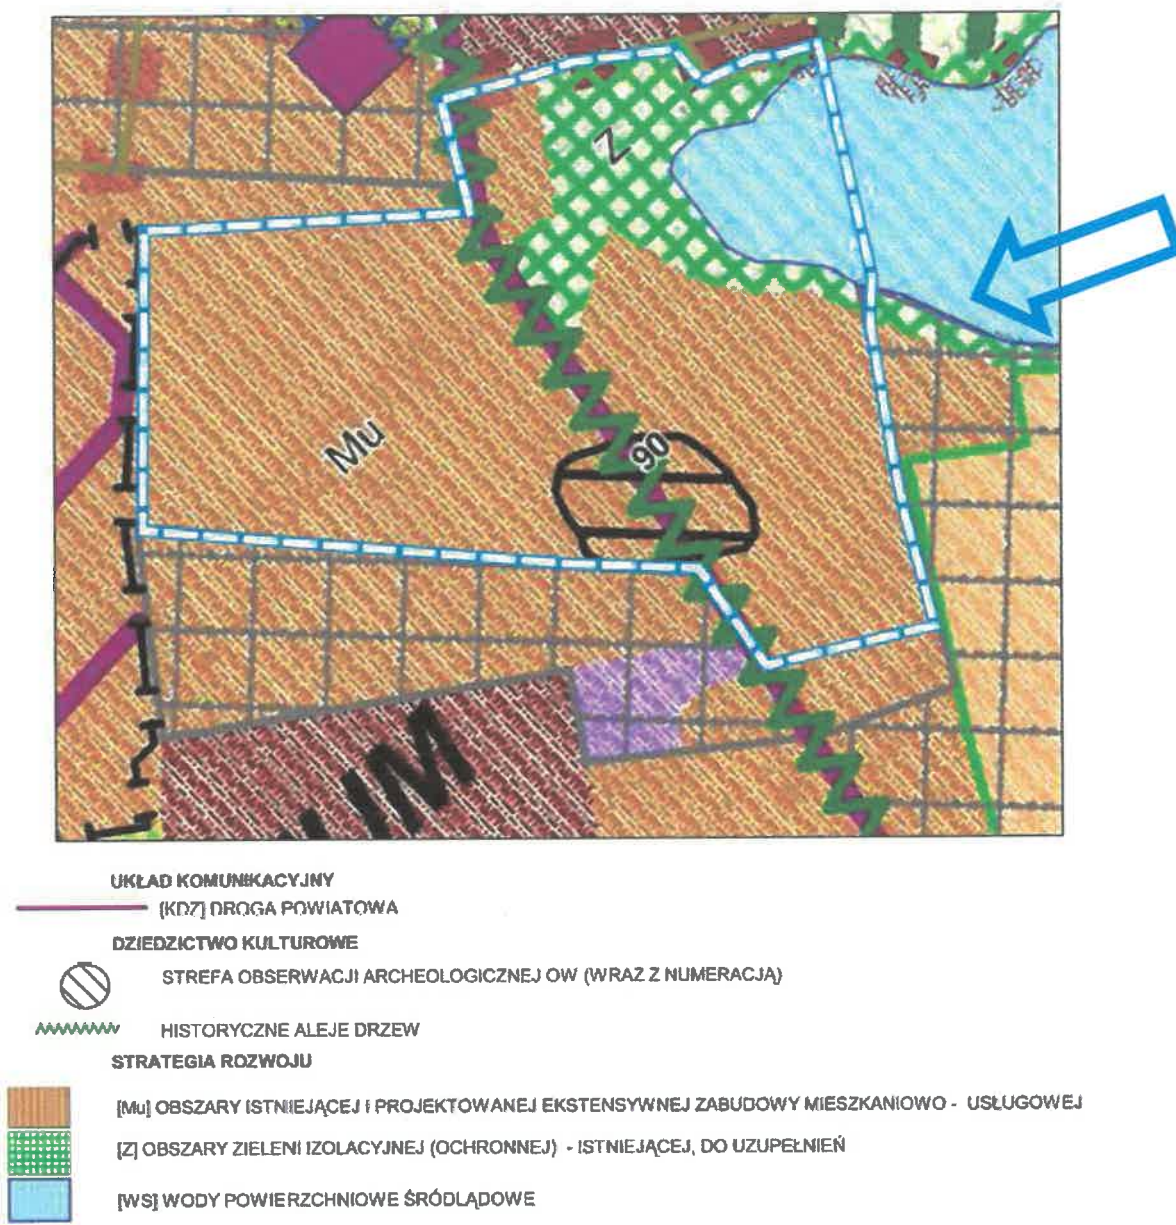 Z
Mu
90
UM
UKŁAD KOMUNIKACYJNY
[KDZ] DROGA POWIATOWA
DZIEDZICTWO KULTUROWE
STREFA OBSERWACJI ARCHEOLOGICZNEJ OW (WRAZ Z NUMERACJĄ)
HISTORYCZNE ALEJE DRZEW
STRATEGIA ROZWOJU
[Mu] OBSZARY ISTNIEJĄCEJ I PROJEKTOWANEJ EKSTENSYWNEJ ZABUDOWY MIESZKANIOWO - USŁUGOWEJ
[Z] OBSZARY ZIELENI IZOLACYJNEJ (OCHRONNEJ) - ISTNIEJĄCEJ, DO UZUPEŁNIEŃ
[WS] WODY POWIERZCHNIOWE ŚRÓDLĄDOWE